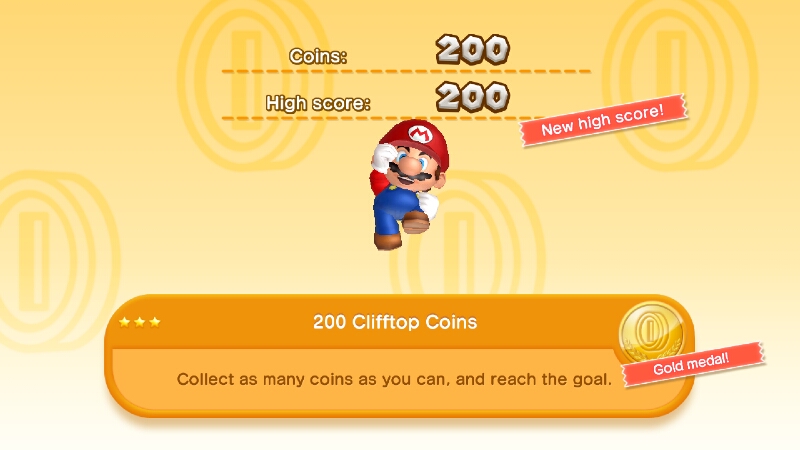 Coins: 200
High score: 200
New high score!
M
200 Clifftop Coins
Collect as many coins as you can, and reach the goal.
Gold medal!